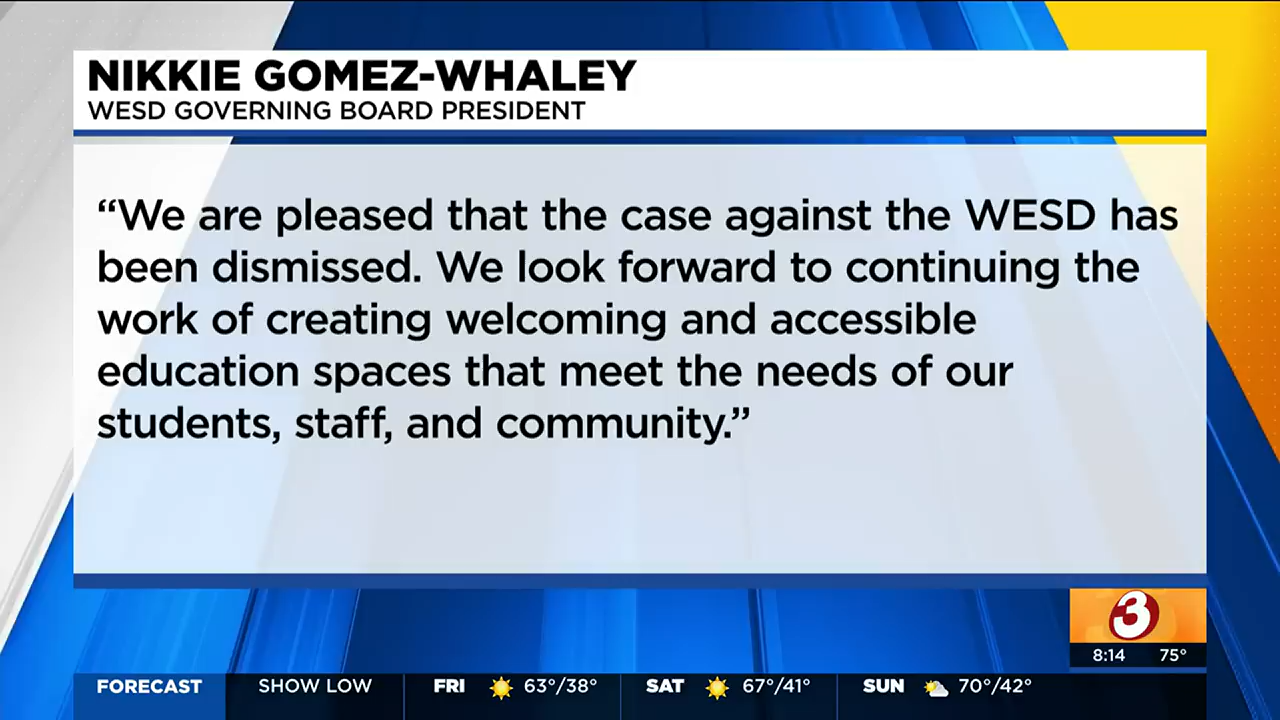 NIKKIE GOMEZ-WHALEY
WESD GOVERNING BOARD PRESIDENT
“We are pleased that the case against the WESD has
been dismissed. We look forward to continuing the
work of creating welcoming and accessible
education spaces that meet the needs of our
students, staff, and community.”
3
8:14 75°
FORECAST SHOW LOW FRI 63°/38° SAT 67°/41° SUN 70°/42°